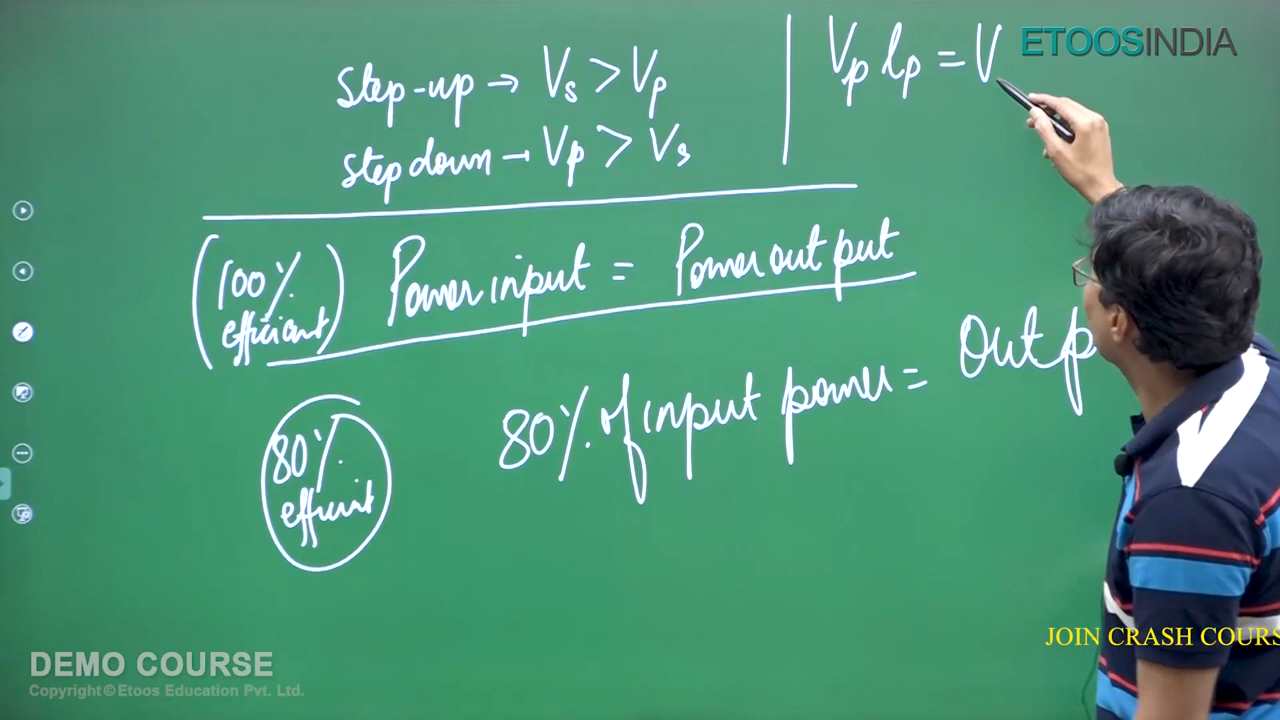 Step-up → Vs > Vp
Step down → Vp > Vs
Vp Ip = V
ETOOSINDIA
(100% efficient) Power input = Power output
80% efficient
80% of input power = Outp
DEMO COURSE
Copyright © Etoos Education Pvt. Ltd.
JOIN CRASH COURS